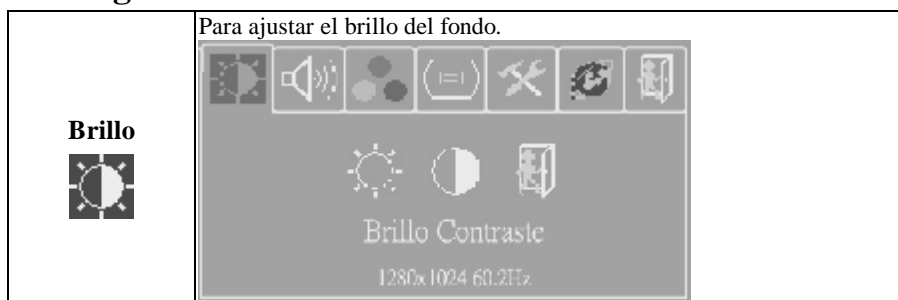 Para ajustar el brillo del fondo.
Brillo
Brillo Contraste
1280x1024 60.2Hz